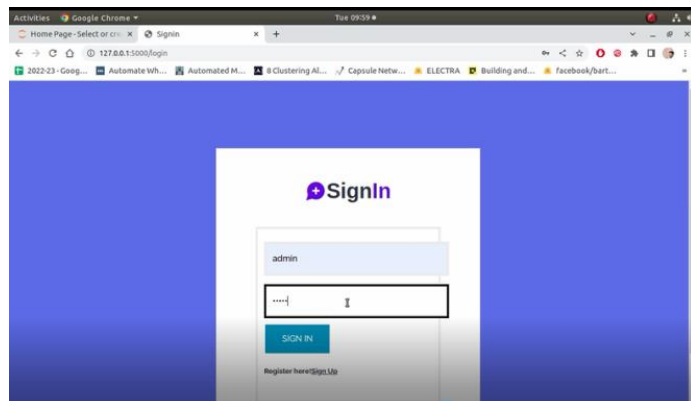 Activities Google Chrome Tue 09:59
Home Page - Select or cre Signin
127.0.0.1:5000/login
2022-23 - Goog... Automate Wh... Automated M... 8 Clustering Al... Capsule Netw... ELECTRA Building and... facebook/bart...
SignIn
admin
SIGN IN
Register here!Sign Up